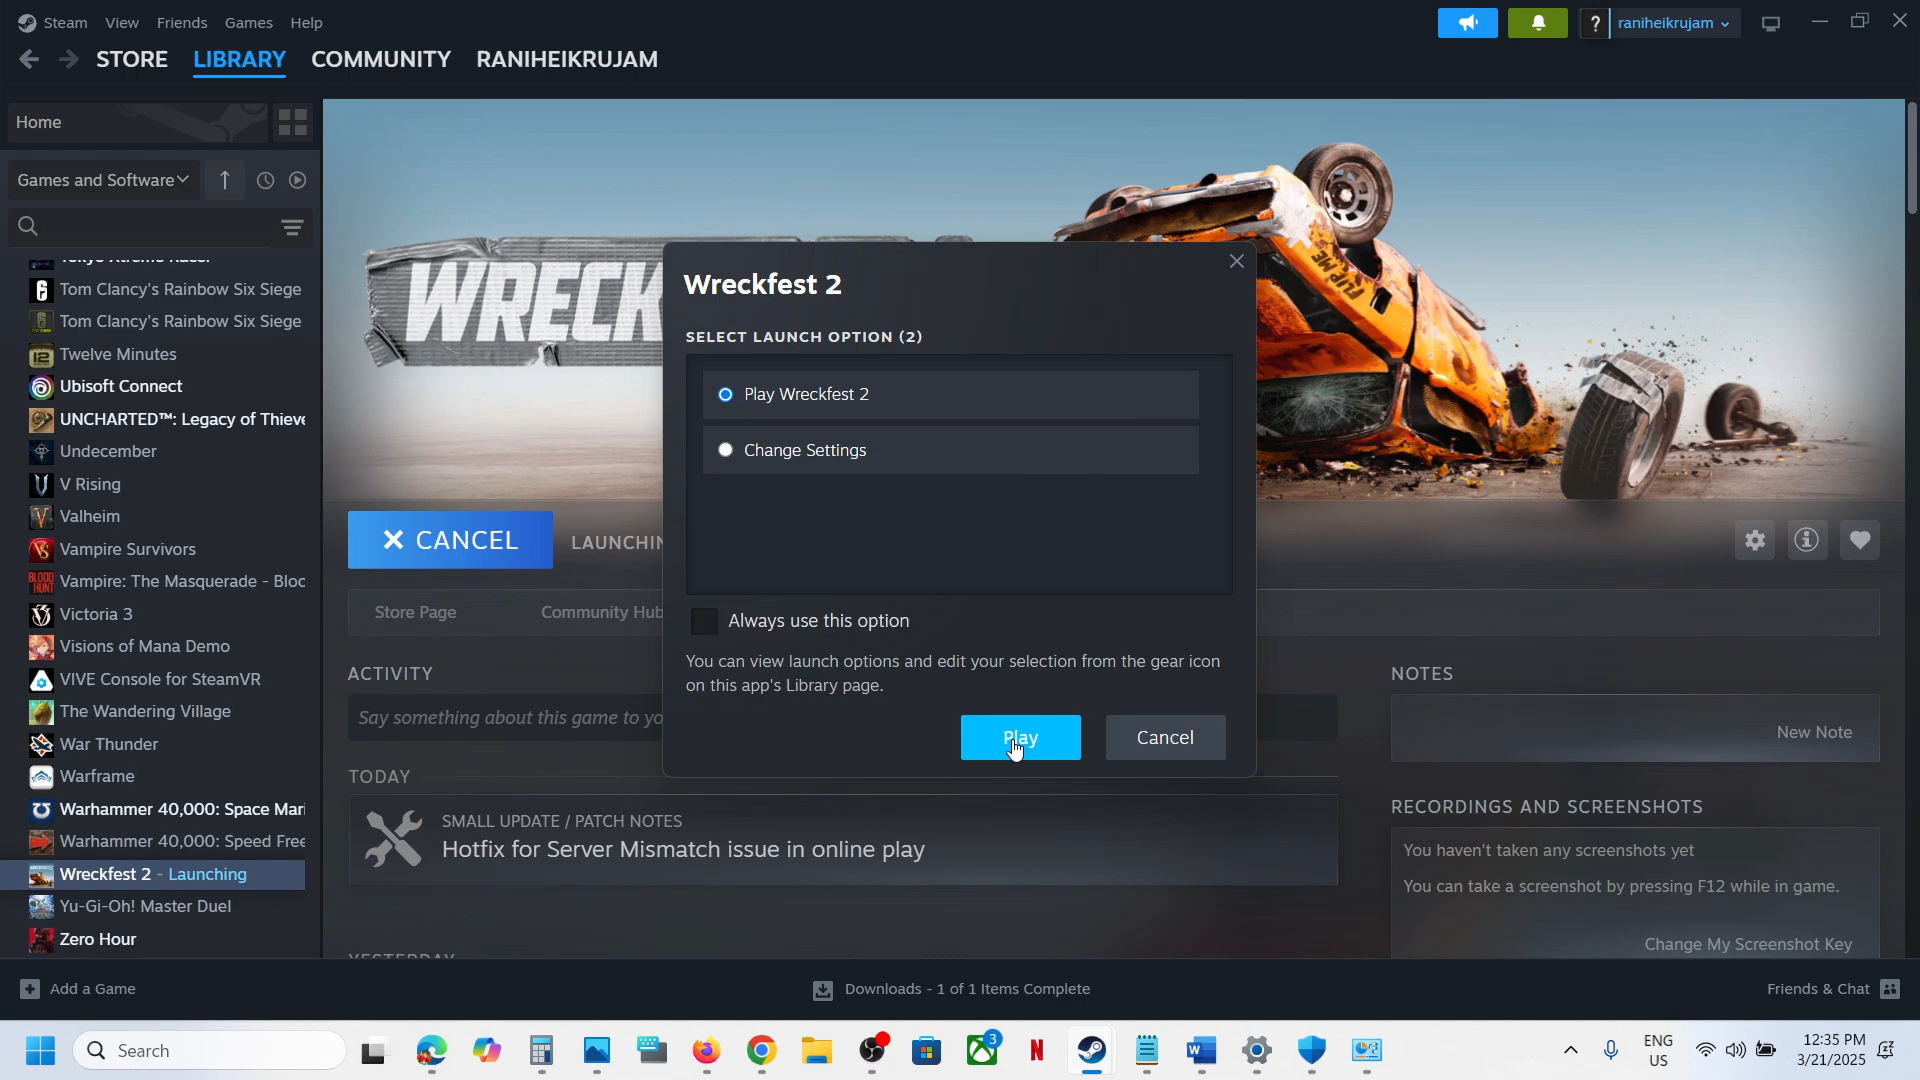 Steam View Friends Games Help
raniheikrujam
STORE LIBRARY COMMUNITY RANIHEIKRUJAM
Home
Games and Software
Tom Clancy's Rainbow Six Siege
Tom Clancy's Rainbow Six Siege
Twelve Minutes
Ubisoft Connect
UNCHARTED™: Legacy of Thieve
Undecember
V Rising
Valheim
Vampire Survivors
Vampire: The Masquerade - Bloo
Victoria 3
Visions of Mana Demo
VIVE Console for SteamVR
The Wandering Village
War Thunder
Warframe
Warhammer 40,000: Space Mari
Warhammer 40,000: Speed Free
Wreckfest 2 - Launching
Yu-Gi-Oh! Master Duel
Zero Hour
WRECK
FLIP ME
Wreckfest 2
SELECT LAUNCH OPTION (2)
Play Wreckfest 2
Change Settings
Always use this option
You can view launch options and edit your selection from the gear icon
on this app's Library page.
Play Cancel
CANCEL LAUNCHIN
Store Page Community Hub
ACTIVITY
Say something about this game to yo
TODAY
SMALL UPDATE / PATCH NOTES
Hotfix for Server Mismatch issue in online play
YESTERDAY
NOTES
New Note
RECORDINGS AND SCREENSHOTS
You haven't taken any screenshots yet
You can take a screenshot by pressing F12 while in game.
Change My Screenshot Key
Add a Game
Downloads - 1 of 1 Items Complete
Friends & Chat
Search
3
ENG
US
12:35 PM
3/21/2025